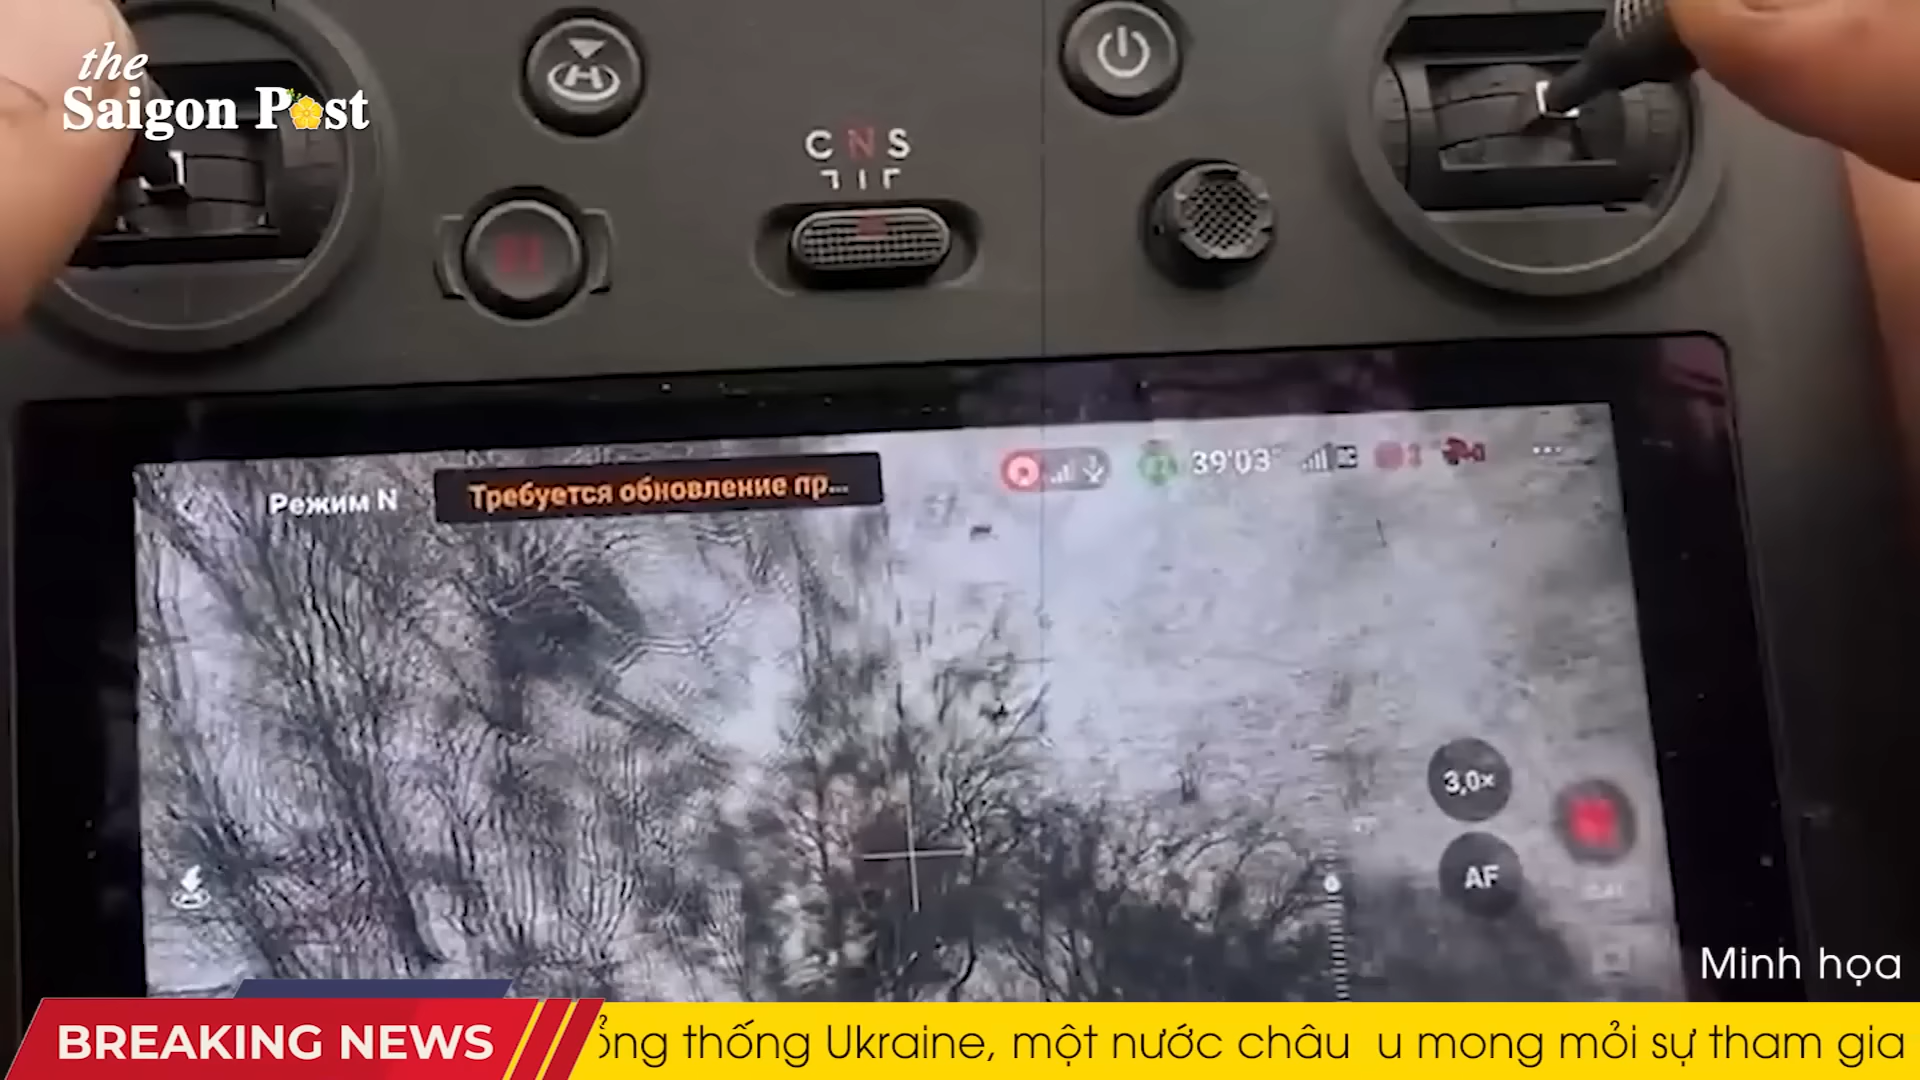 the
Saigon Post
C N S
Режим N
Требуется обновление пр...
39'03"
3,0×
AF
Minh họa
BREAKING NEWS
ổng thống Ukraine, một nước châu  u mong mỏi sự tham gia